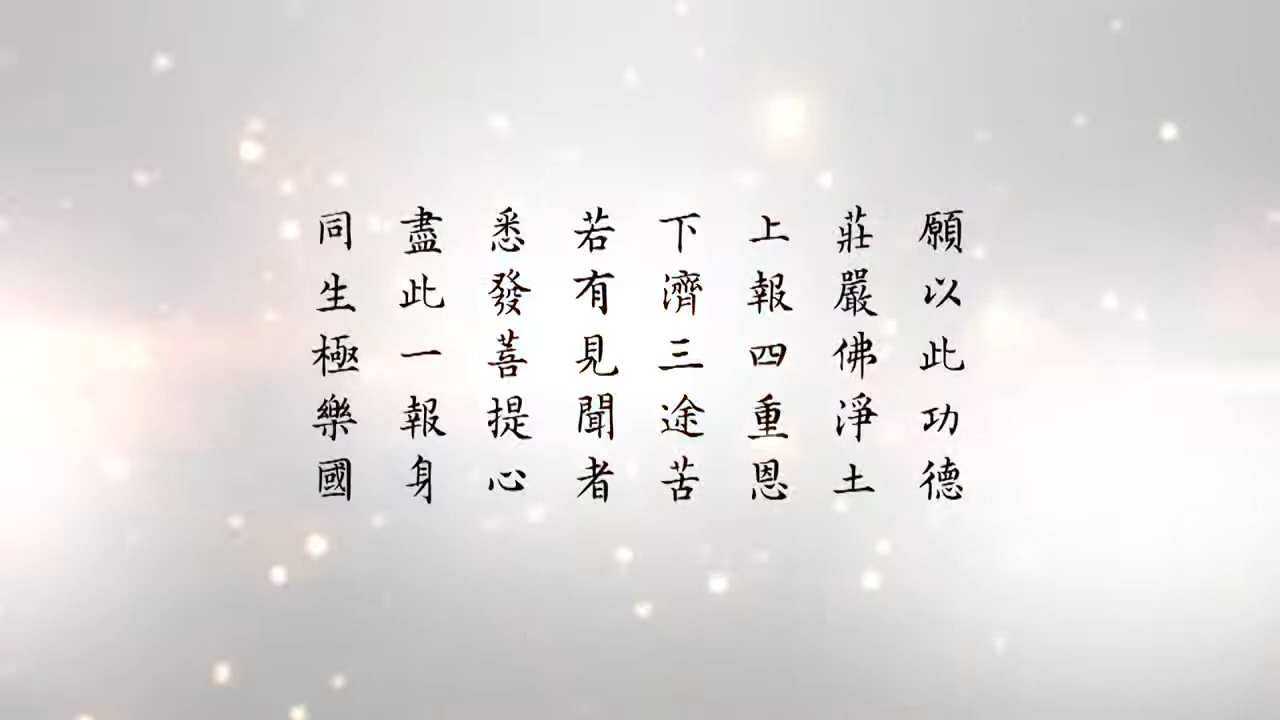 願以此功德
莊嚴佛淨土
上報四重恩
下濟三途苦
若有見聞者
悉發菩提心
盡此一報身
同生極樂國